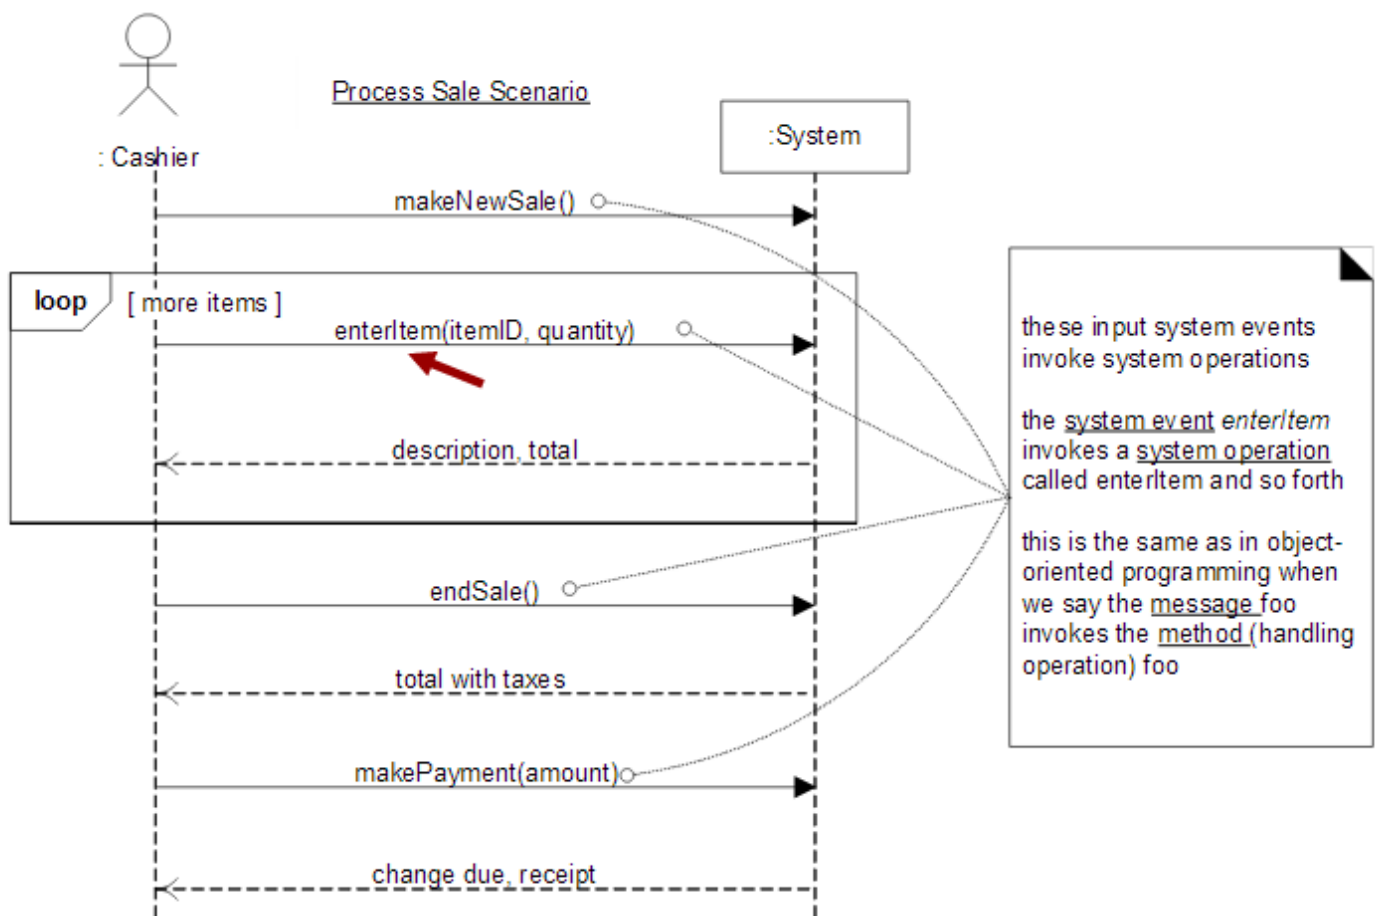 Process Sale Scenario
: Cashier
:System
makeNewSale()
loop
[ more items ]
enterItem(itemID, quantity)
description, total
endSale()
total with taxes
makePayment(amount)
change due, receipt
these input system events
invoke system operations
the system event enterItem
invokes a system operation
called enterItem and so forth
this is the same as in object-
oriented programming when
we say the message foo
invokes the method (handling
operation) foo